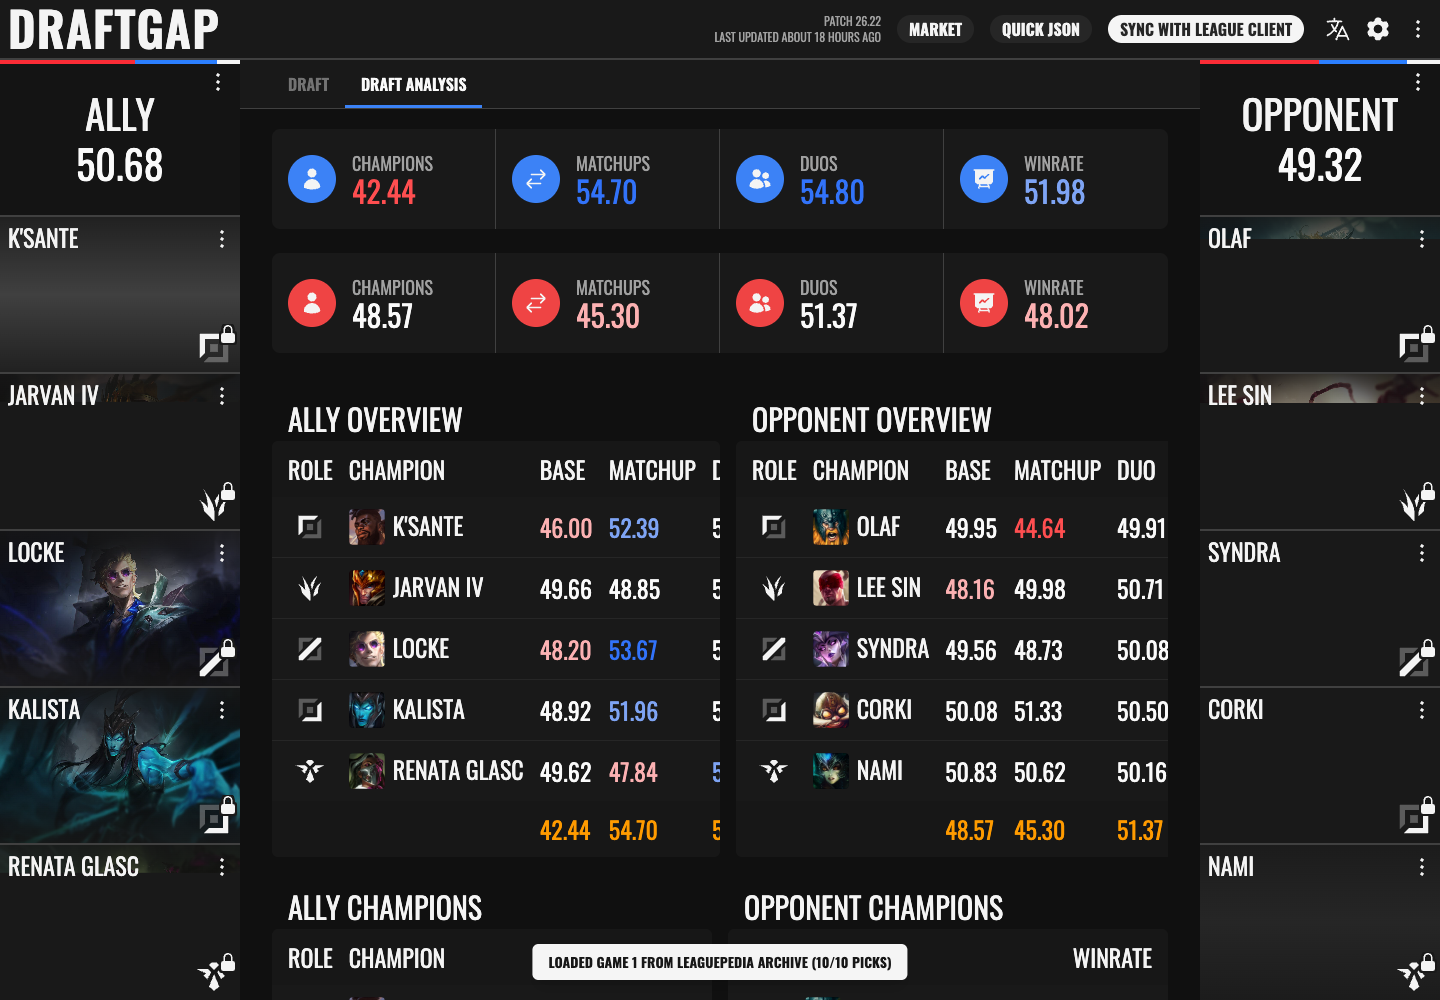 DRAFTGAP
PATCH 26.22
LAST UPDATED ABOUT 18 HOURS AGO
MARKET
QUICK JSON
SYNC WITH LEAGUE CLIENT
ALLY
50.68
K'SANTE
JARVAN IV
LOCKE
KALISTA
RENATA GLASC
DRAFT
DRAFT ANALYSIS
CHAMPIONS
42.44
MATCHUPS
54.70
DUOS
54.80
WINRATE
51.98
CHAMPIONS
48.57
MATCHUPS
45.30
DUOS
51.37
WINRATE
48.02
ALLY OVERVIEW
ROLE CHAMPION BASE MATCHUP D
K'SANTE 46.00 52.39 5
JARVAN IV 49.66 48.85 5
LOCKE 48.20 53.67 5
KALISTA 48.92 51.96 5
RENATA GLASC 49.62 47.84 5
42.44 54.70 5
OPPONENT OVERVIEW
ROLE CHAMPION BASE MATCHUP DUO
OLAF 49.95 44.64 49.91
LEE SIN 48.16 49.98 50.71
SYNDRA 49.56 48.73 50.08
CORKI 50.08 51.33 50.50
NAMI 50.83 50.62 50.16
48.57 45.30 51.37
ALLY CHAMPIONS
ROLE CHAMPION
OPPONENT CHAMPIONS
WINRATE
LOADED GAME 1 FROM LEAGUEPEDIA ARCHIVE (10/10 PICKS)
OPPONENT
49.32
OLAF
LEE SIN
SYNDRA
CORKI
NAMI